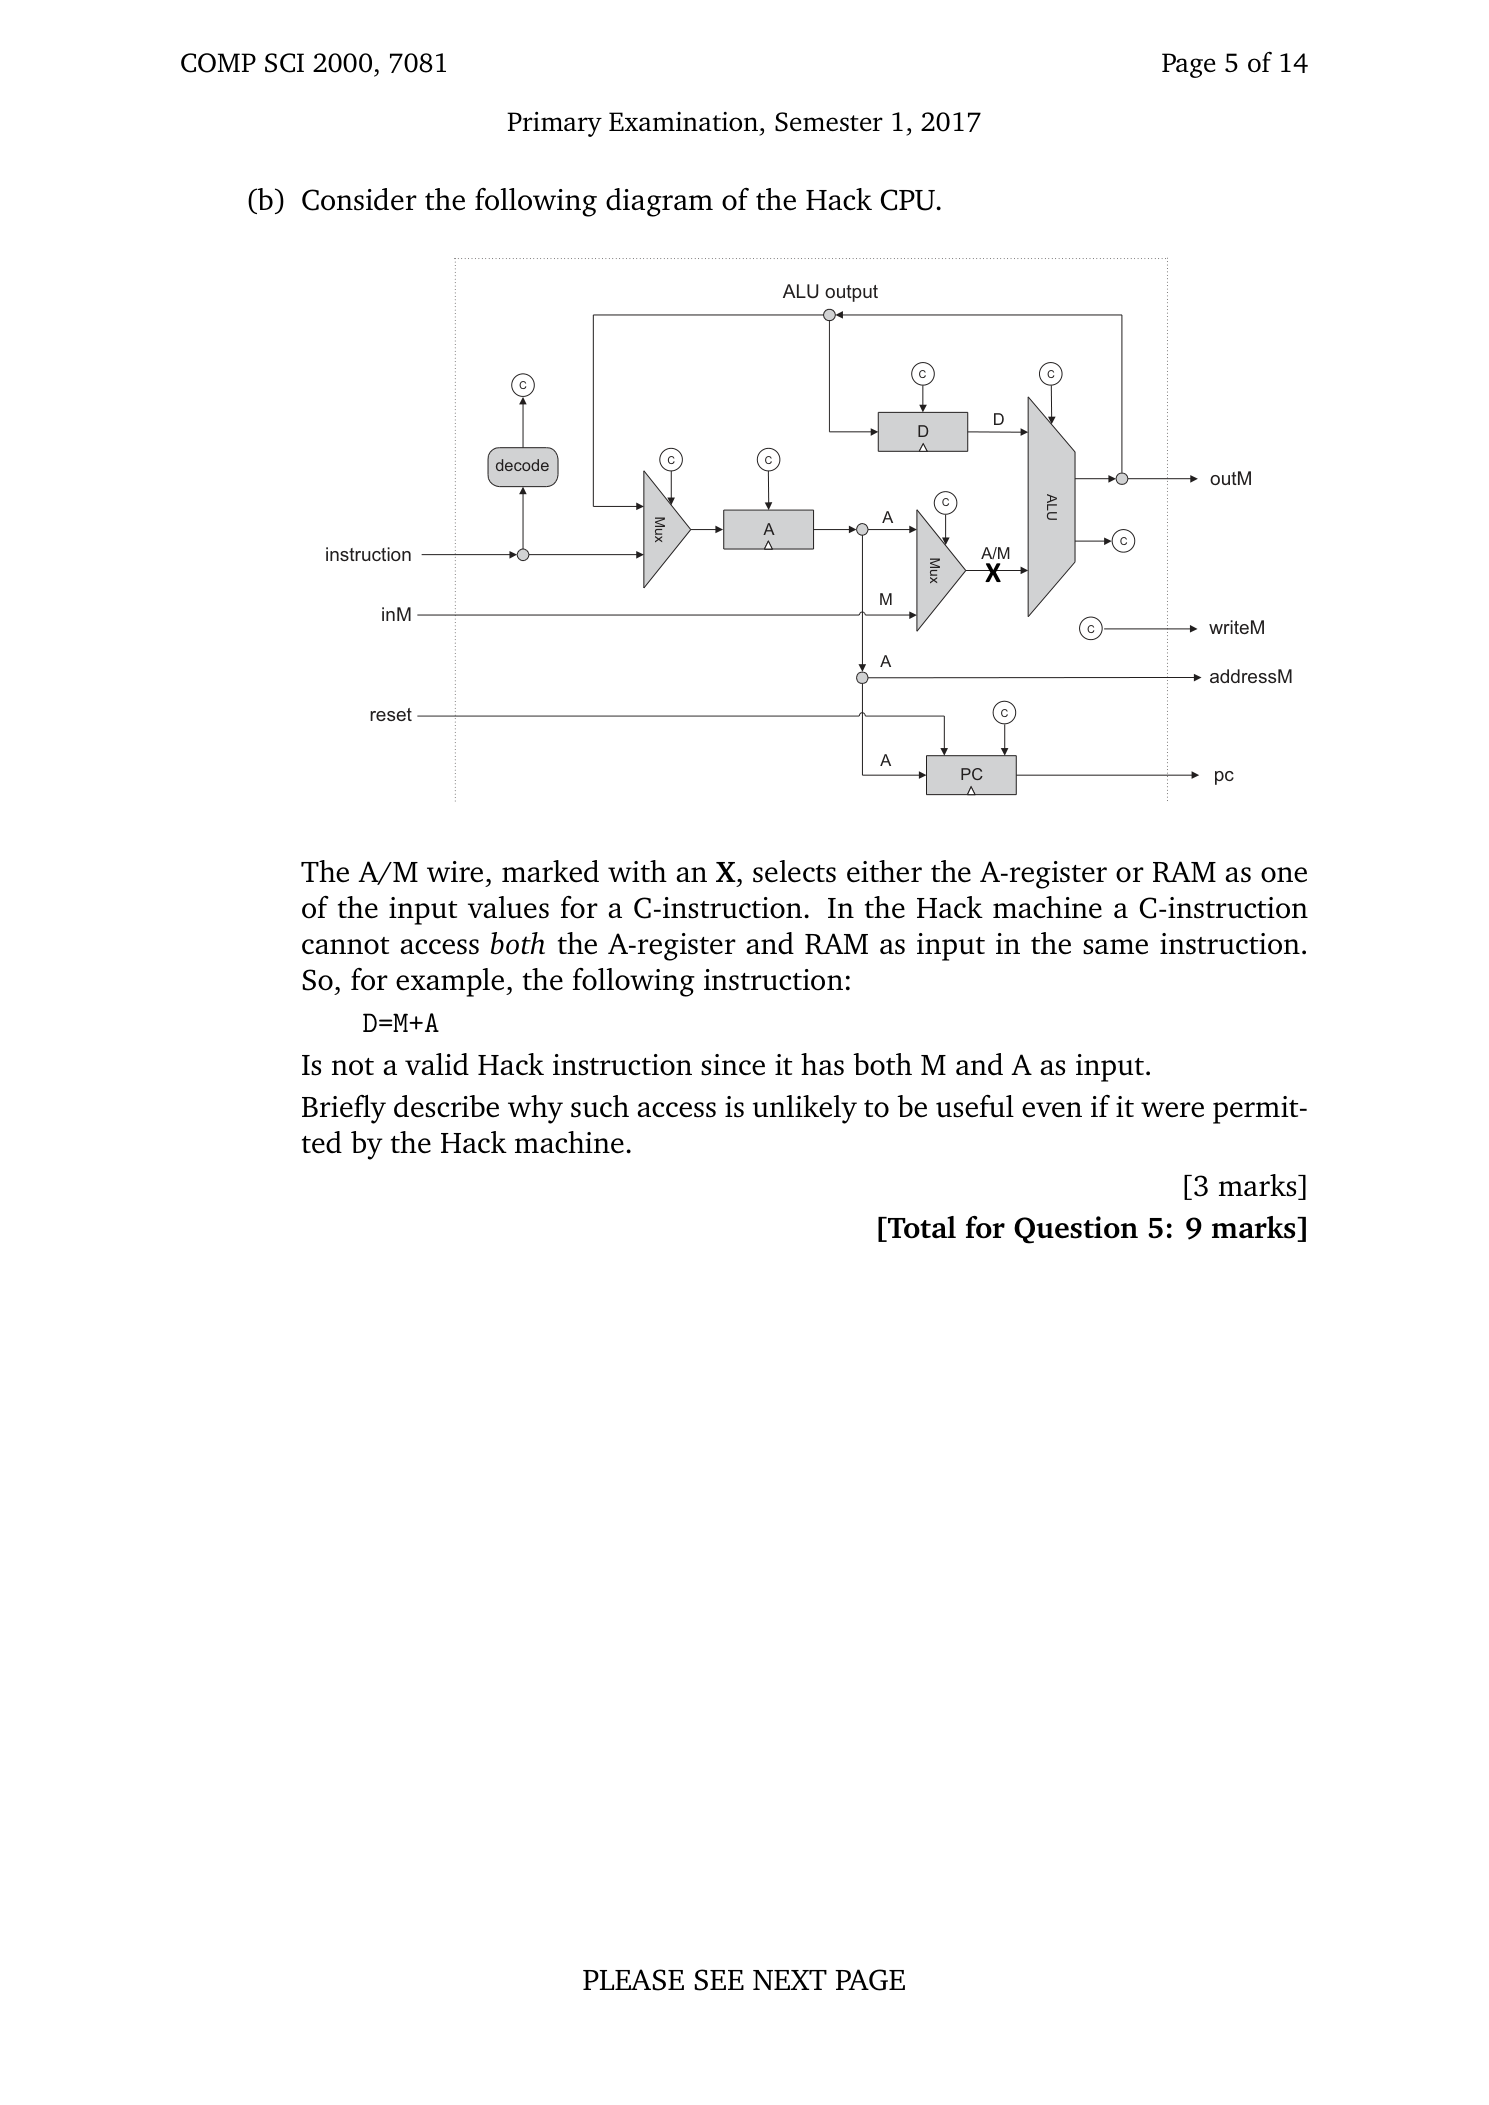 COMP SCI 2000, 7081
Page 5 of 14
Primary Examination, Semester 1, 2017
(b) Consider the following diagram of the Hack CPU.
ALU output
C
C
C
decode
D
D
C
C
Mux
A
A
C
Mux
A/M
X
ALU
outM
C
instruction
inM
M
C
writeM
A
addressM
reset
C
A
PC
pc
The A/M wire, marked with an X, selects either the A-register or RAM as one
of the input values for a C-instruction. In the Hack machine a C-instruction
cannot access both the A-register and RAM as input in the same instruction.
So, for example, the following instruction:
D=M+A
Is not a valid Hack instruction since it has both M and A as input.
Briefly describe why such access is unlikely to be useful even if it were permit-
ted by the Hack machine.
[3 marks]
[Total for Question 5: 9 marks]
PLEASE SEE NEXT PAGE